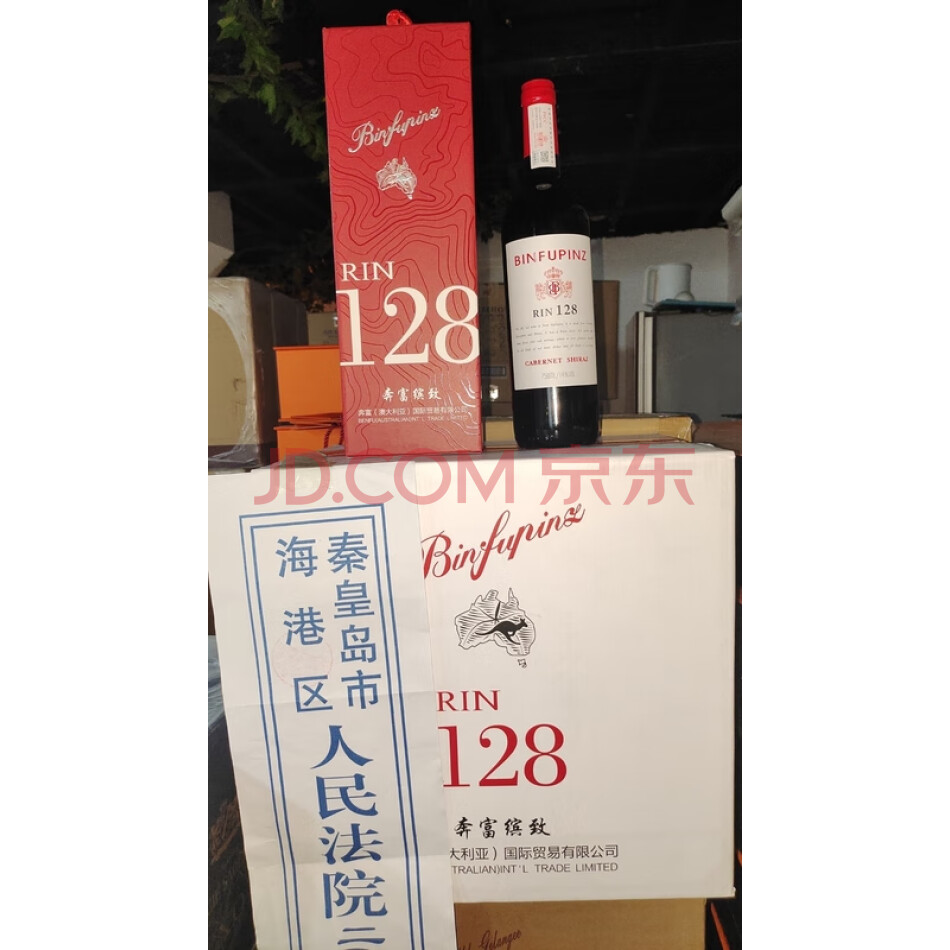 Binfupinz
RIN
128
奔富缤致
奔富（澳大利亚）国际贸易有限公司
BINFUPINZ
RIN 128
CABERNET SHIRAZ
JD.COM 京东
Binfupinz
RIN
128
奔富缤致
大利亚）国际贸易有限公司
TRALIAN)INT'L TRADE LIMITED
秦皇岛市
海港区
人民法院二